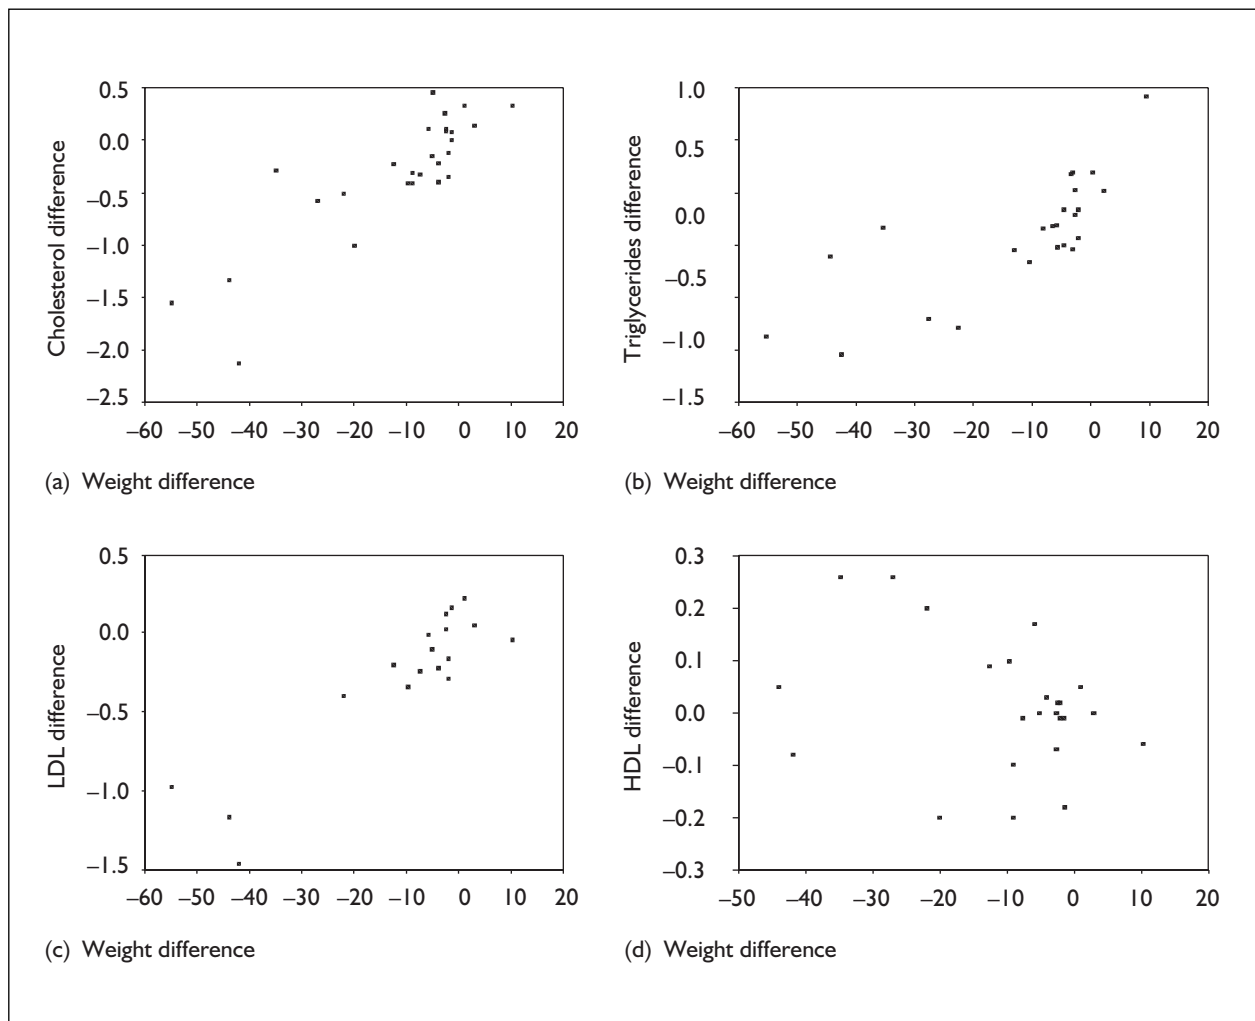 0.5
0.0
–0.5
–1.0
–1.5
–2.0
–2.5
Cholesterol difference
–60 –50 –40 –30 –20 –10 0 10 20
(a) Weight difference
1.0
0.5
0.0
–0.5
–1.0
–1.5
Triglycerides difference
–60 –50 –40 –30 –20 –10 0 10 20
(b) Weight difference
0.5
0.0
–0.5
–1.0
–1.5
LDL difference
–60 –50 –40 –30 –20 –10 0 10 20
(c) Weight difference
0.3
0.2
0.1
0.0
–0.1
–0.2
–0.3
HDL difference
–50 –40 –30 –20 –10 0 10 20
(d) Weight difference